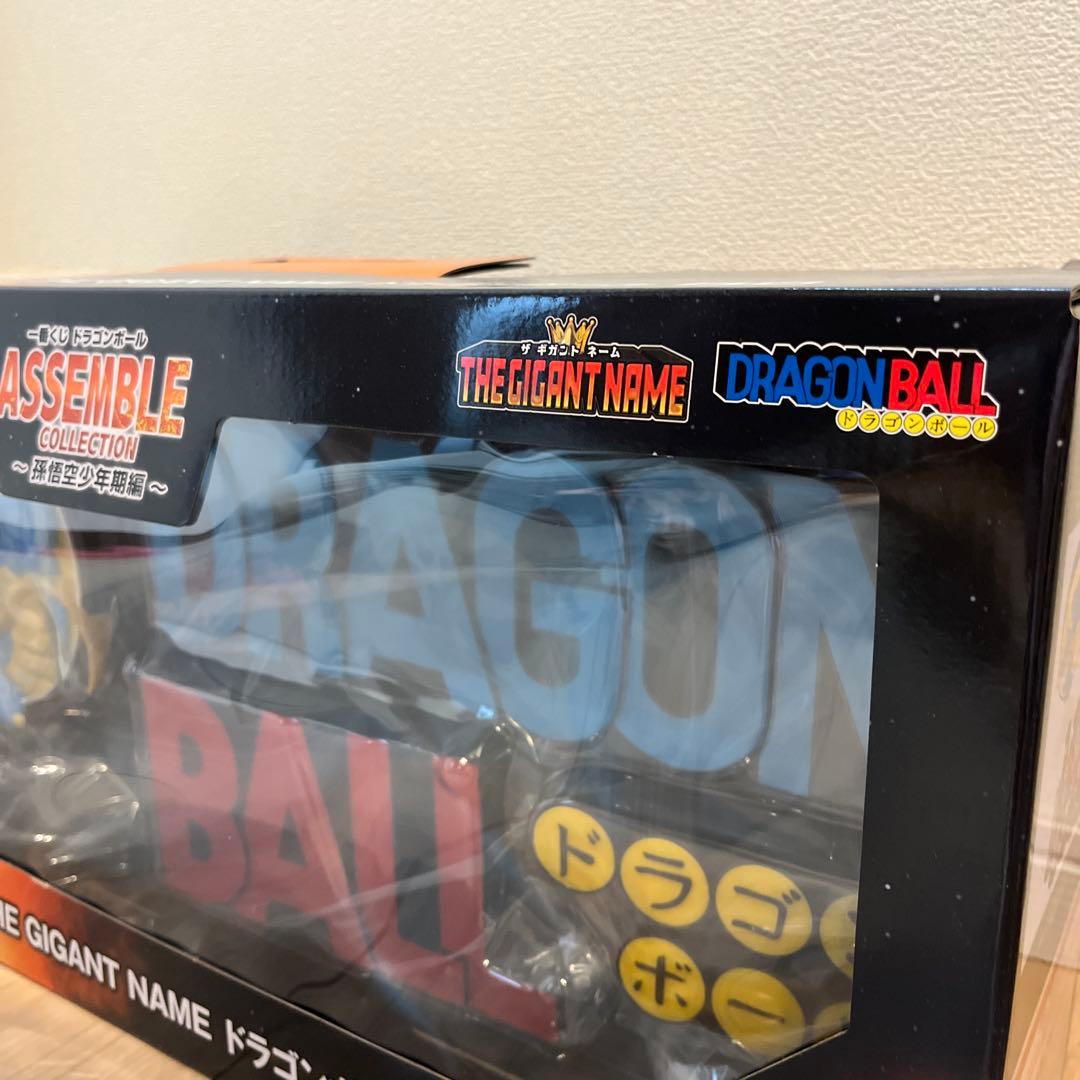 一番くじ ドラゴンボール
ASSEMBLE
COLLECTION
～孫悟空少年期編～
ザ ギガント ネーム
THE GIGANT NAME
DRAGON BALL
ドラゴンボール
DRAGON
BALL
ドラゴ
ボー
THE GIGANT NAME ドラゴン